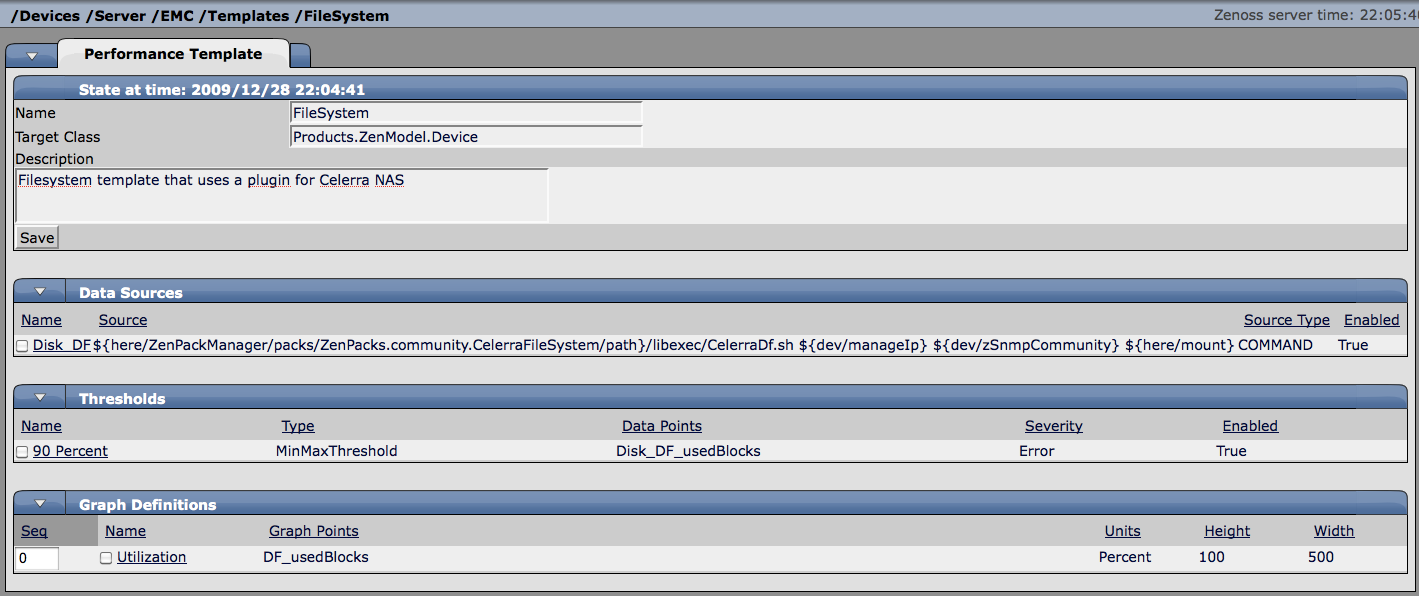 /Devices /Server /EMC /Templates /FileSystem Zenoss server time: 22:05:4
Performance Template
State at time: 2009/12/28 22:04:41
Name FileSystem
Target Class Products.ZenModel.Device
Description
Filesystem template that uses a plugin for Celerra NAS
Save
Data Sources
Name Source Source Type Enabled
Disk_DF ${here/ZenPackManager/packs/ZenPacks.community.CelerraFileSystem/path}/libexec/CelerraDf.sh ${dev/manageIp} ${dev/zSnmpCommunity} ${here/mount} COMMAND True
Thresholds
Name Type Data Points Severity Enabled
90 Percent MinMaxThreshold Disk_DF_usedBlocks Error True
Graph Definitions
Seq Name Graph Points Units Height Width
0 Utilization DF_usedBlocks Percent 100 500